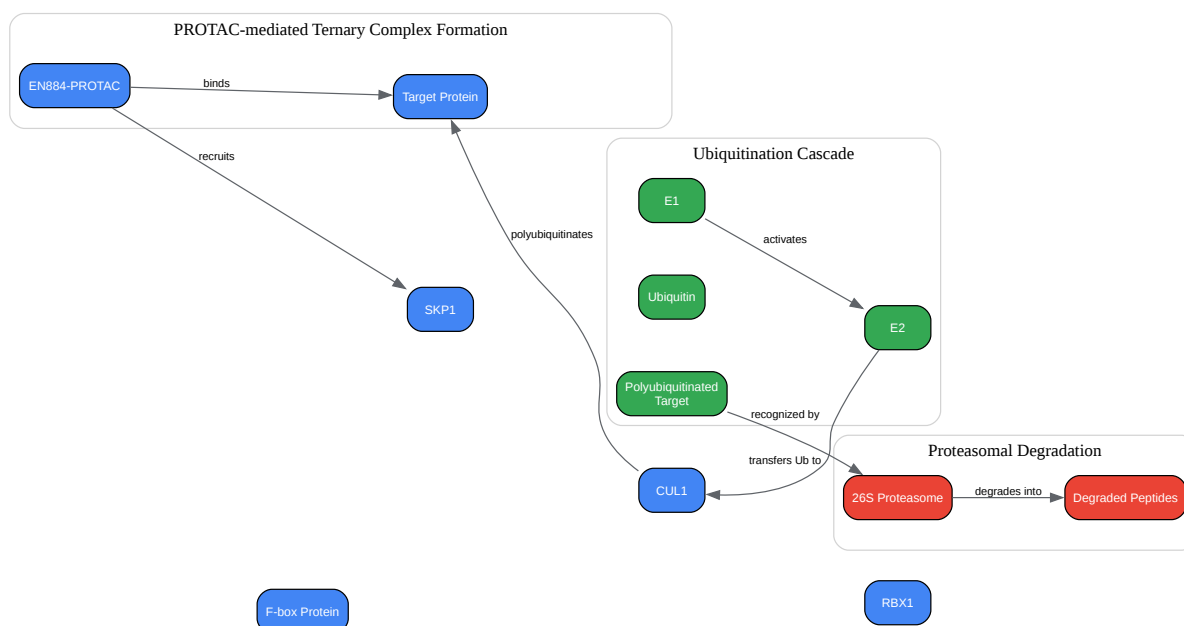 PROTAC-mediated Ternary Complex Formation
EN884-PROTAC
binds
Target Protein
recruits
Ubiquitination Cascade
E1
polyubiquitinates
activates
Ubiquitin
SKP1
E2
Polyubiquitinated
Target
recognized by
Proteasomal Degradation
transfers Ub to
CUL1
26S Proteasome
degrades into
Degraded Peptides
RBX1
F-box Protein